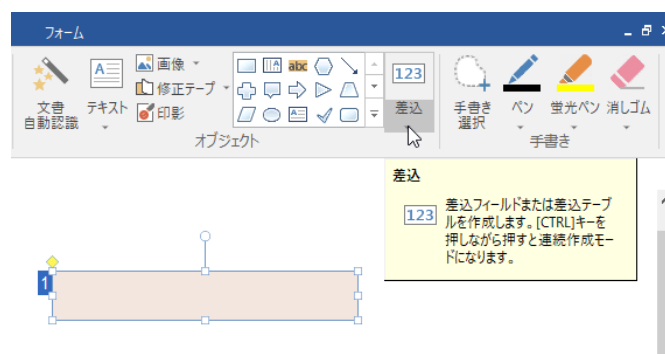 フォーム
文書
自動認識
テキスト
画像
修正テープ
印影
abc
123
差込
オブジェクト
手書き
選択
ペン
蛍光ペン
消しゴム
手書き
差込
123
差込フィールドまたは差込テーブ
ルを作成します。[CTRL]キーを
押しながら押すと連続作成モー
ドになります。
1